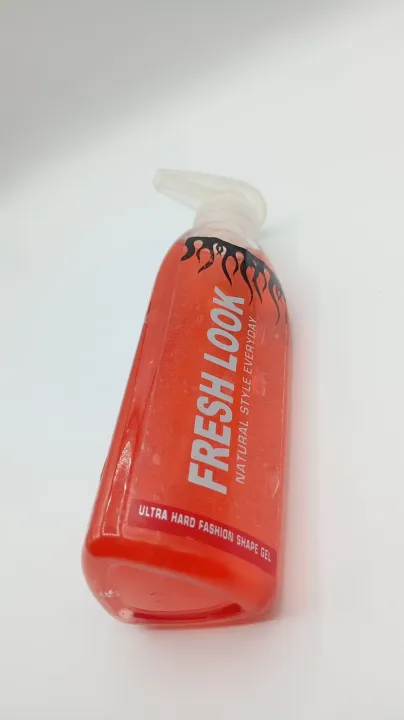 FRESH LOOK
NATURAL STYLE EVERYDAY
ULTRA HARD FASHION SHAPE GEL